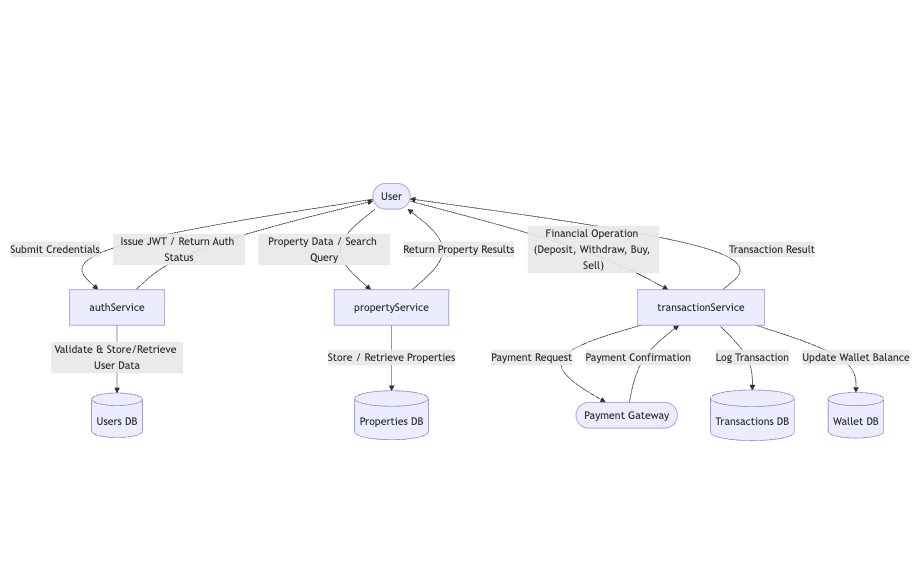 User
Submit Credentials
Issue JWT / Return Auth
Status
Property Data / Search
Query
Return Property Results
Financial Operation
(Deposit, Withdraw, Buy,
Sell)
Transaction Result
authService
propertyService
transactionService
Validate & Store/Retrieve
User Data
Store / Retrieve Properties
Payment Request
Payment Confirmation
Log Transaction
Update Wallet Balance
Users DB
Properties DB
Payment Gateway
Transactions DB
Wallet DB